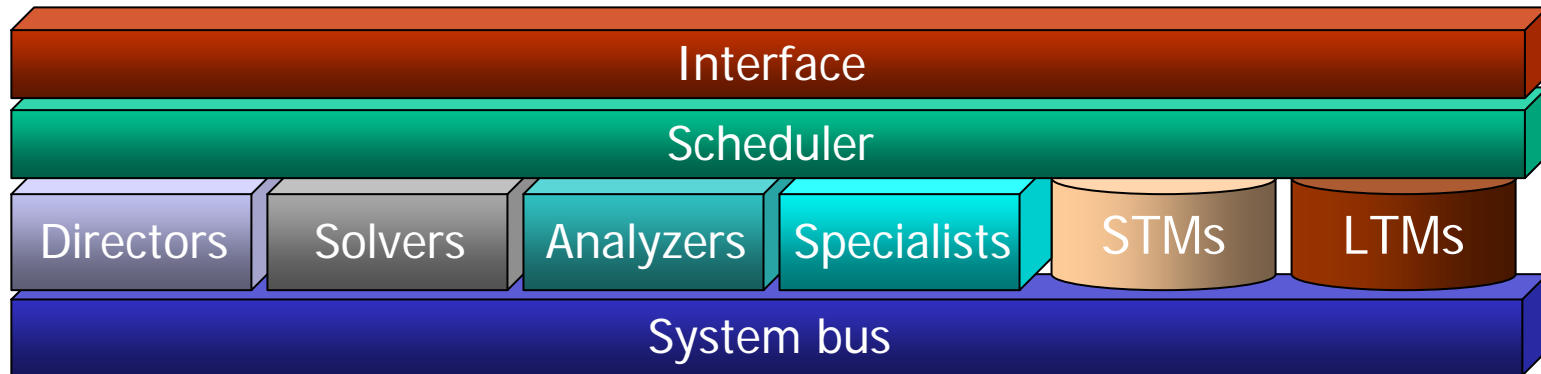 Interface
Scheduler
Directors Solvers Analyzers Specialists STMs LTMs
System bus